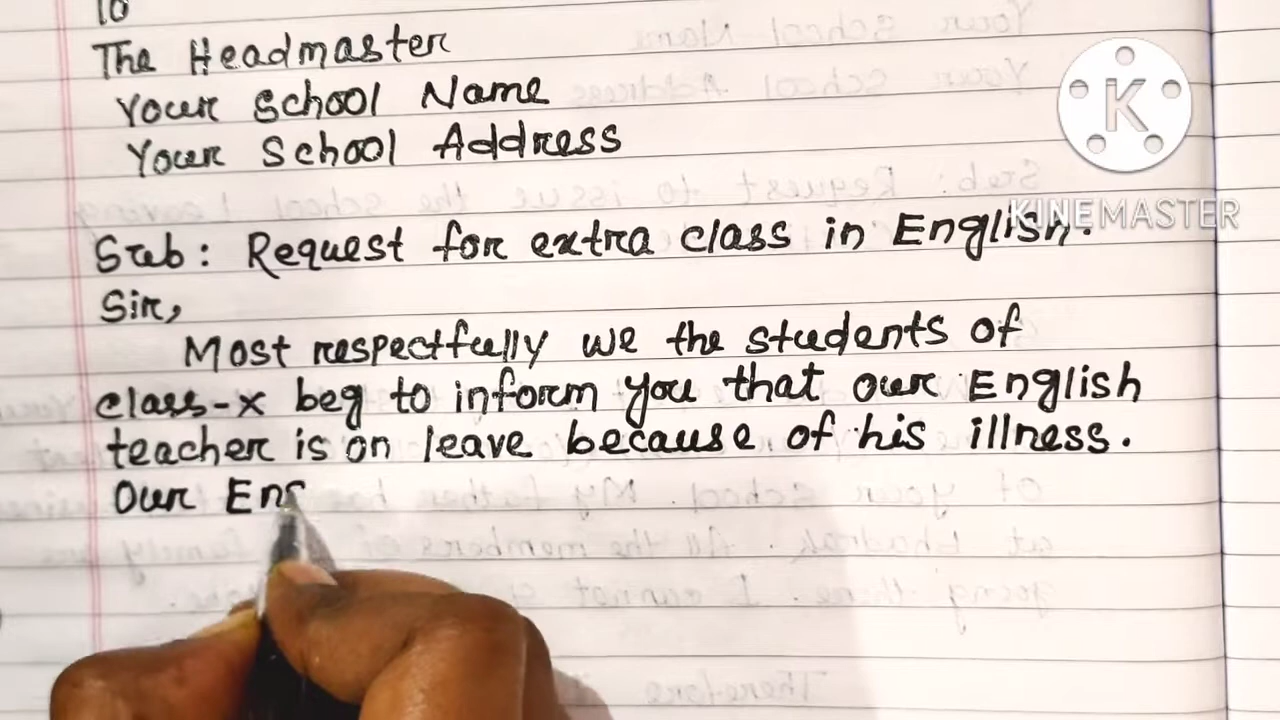 To
The Headmaster
Your School Name
Your School Address
Sub: Request for extra class in English.
Sir,
Most respectfully we the students of
class-x beg to inform you that our English
teacher is on leave because of his illness.
Our Eng
K
KINEMASTER